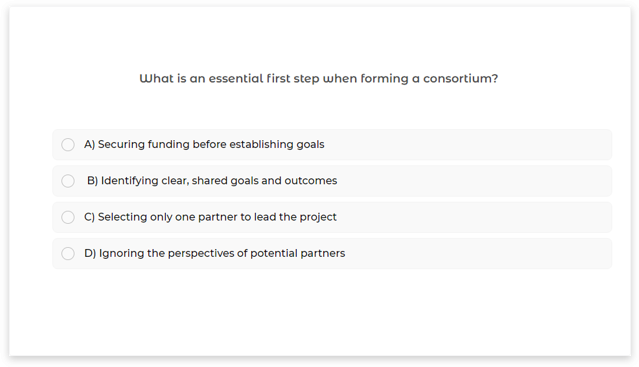 What is an essential first step when forming a consortium?
A) Securing funding before establishing goals
B) Identifying clear, shared goals and outcomes
C) Selecting only one partner to lead the project
D) Ignoring the perspectives of potential partners